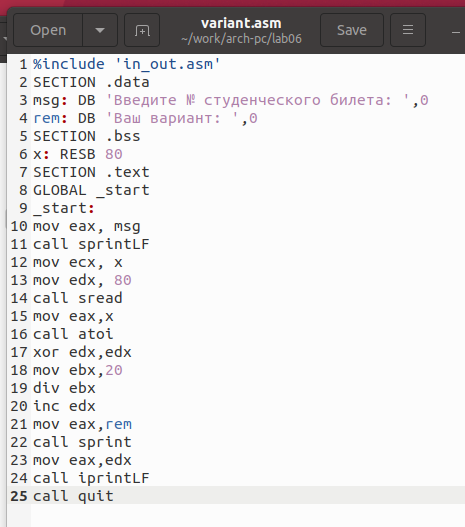 Open
variant.asm
~/work/arch-pc/lab06
Save
1 %include 'in_out.asm'
2 SECTION .data
3 msg: DB 'Введите № студенческого билета: ',0
4 rem: DB 'Ваш вариант: ',0
5 SECTION .bss
6 x: RESB 80
7 SECTION .text
8 GLOBAL _start
9 _start:
10 mov eax, msg
11 call sprintLF
12 mov ecx, x
13 mov edx, 80
14 call sread
15 mov eax,x
16 call atoi
17 xor edx,edx
18 mov ebx,20
19 div ebx
20 inc edx
21 mov eax,rem
22 call sprint
23 mov eax,edx
24 call iprintLF
25 call quit